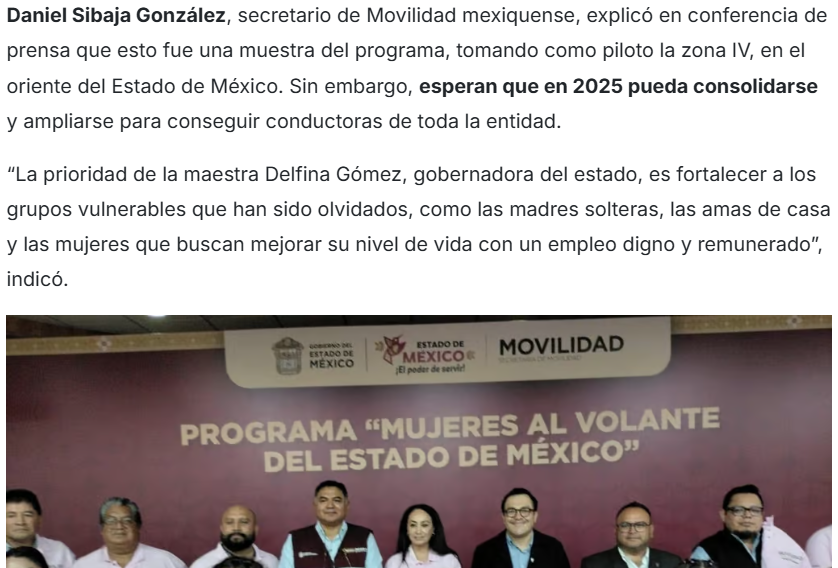 Daniel Sibaja González, secretario de Movilidad mexiquense, explicó en conferencia de
prensa que esto fue una muestra del programa, tomando como piloto la zona IV, en el
oriente del Estado de México. Sin embargo, esperan que en 2025 pueda consolidarse
y ampliarse para conseguir conductoras de toda la entidad.
“La prioridad de la maestra Delfina Gómez, gobernadora del estado, es fortalecer a los
grupos vulnerables que han sido olvidados, como las madres solteras, las amas de casa
y las mujeres que buscan mejorar su nivel de vida con un empleo digno y remunerado”,
indicó.
GOBIERNO DEL
ESTADO DE
MÉXICO
ESTADO DE
MÉXICO
¡El poder de servir!
MOVILIDAD
SECRETARÍA DE MOVILIDAD
PROGRAMA “MUJERES AL VOLANTE
DEL ESTADO DE MÉXICO”